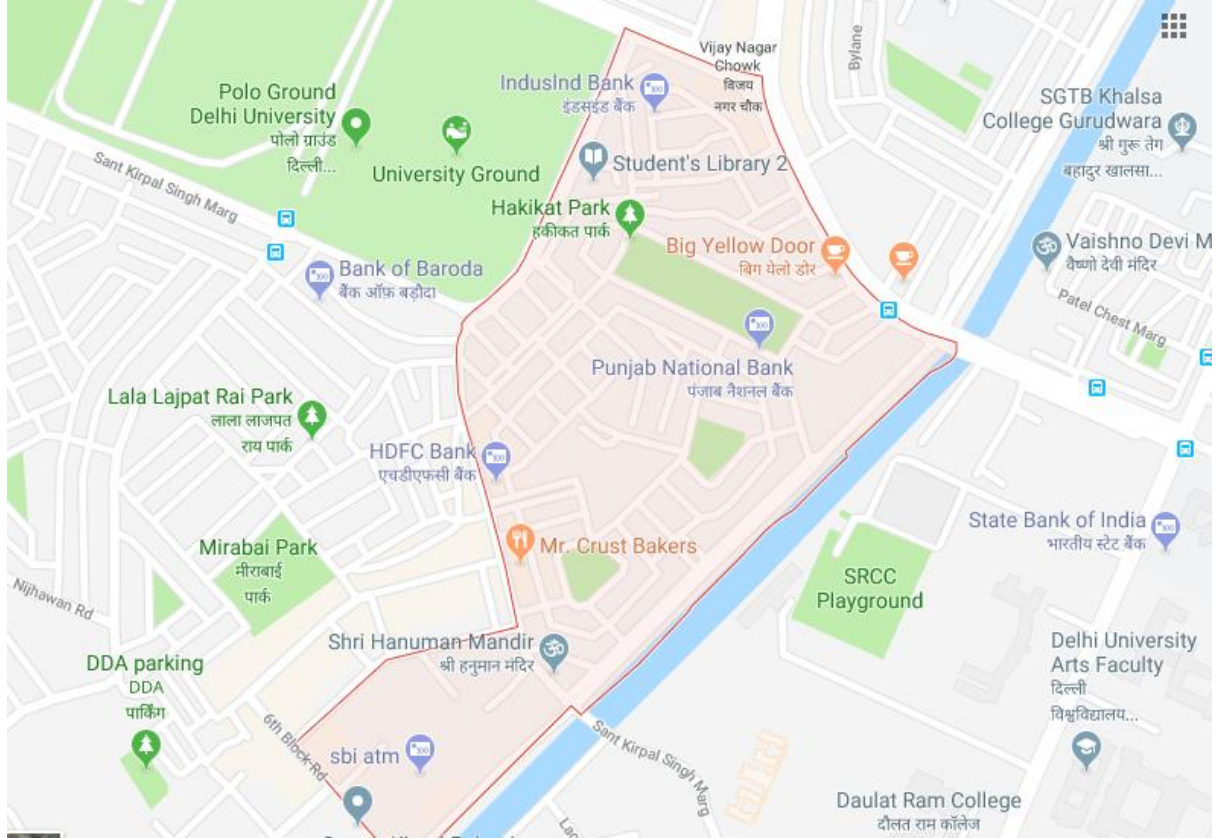 Vijay Nagar
Chowk
विजय
नगर चौक
IndusInd Bank
इंडसइंड बैंक
Bylane
SGTB Khalsa
College Gurudwara
श्री गुरू तेग
बहादुर खालसा...
Polo Ground
Delhi University
पोलो ग्राउंड
दिल्ली...
University Ground
Student's Library 2
Sant Kirpal Singh Marg
Hakikat Park
हकीकत पार्क
Big Yellow Door
बिग येलो डोर
Vaishno Devi M
वैष्णो देवी मंदिर
Bank of Baroda
बैंक ऑफ़ बड़ौदा
Patel Chest Marg
Punjab National Bank
पंजाब नैशनल बैंक
Lala Lajpat Rai Park
लाला लाजपत
राय पार्क
HDFC Bank
एचडीएफसी बैंक
State Bank of India
भारतीय स्टेट बैंक
Mirabai Park
मीराबाई
पार्क
Mr. Crust Bakers
SRCC
Playground
Nijhawan Rd
Shri Hanuman Mandir
श्री हनुमान मंदिर
Delhi University
Arts Faculty
दिल्ली
विश्वविद्यालय...
DDA parking
DDA
पार्किंग
6th Block Rd
sbi atm
Sant Kirpal Singh Marg
Daulat Ram College
दौलत राम कॉलेज